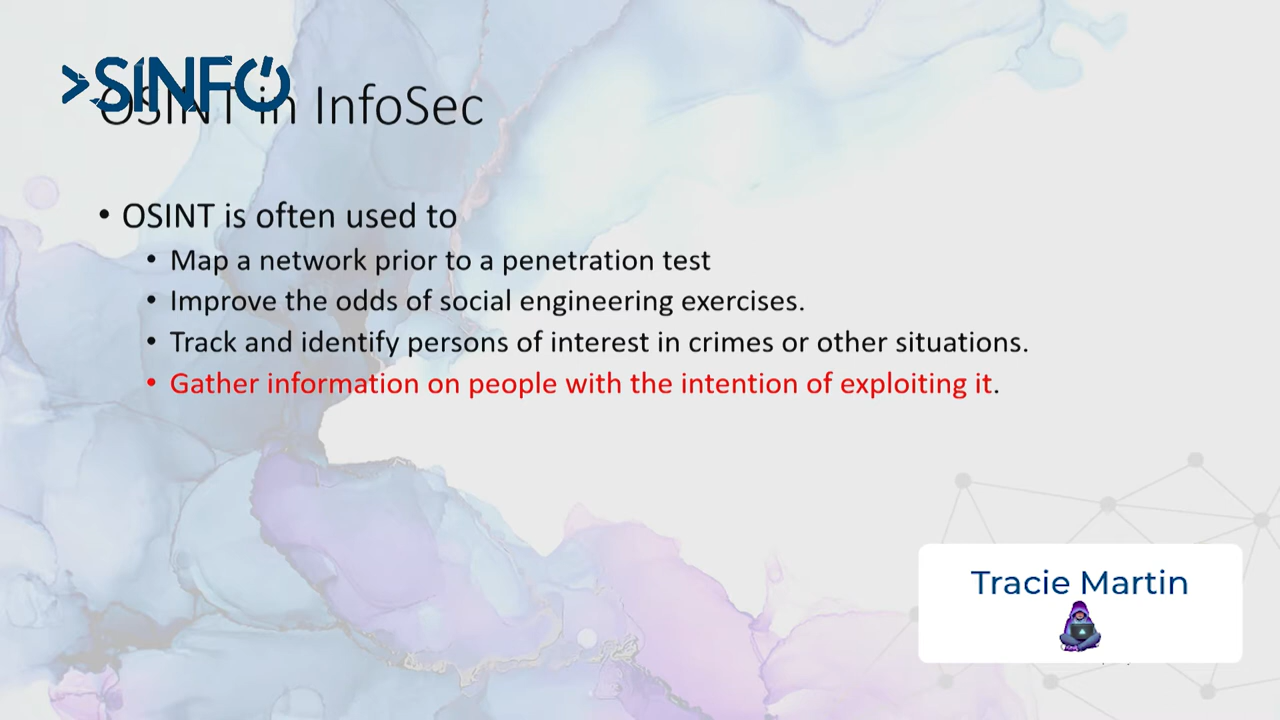 >SINFO
OSINT in InfoSec
• OSINT is often used to
• Map a network prior to a penetration test
• Improve the odds of social engineering exercises.
• Track and identify persons of interest in crimes or other situations.
• Gather information on people with the intention of exploiting it.
Tracie Martin